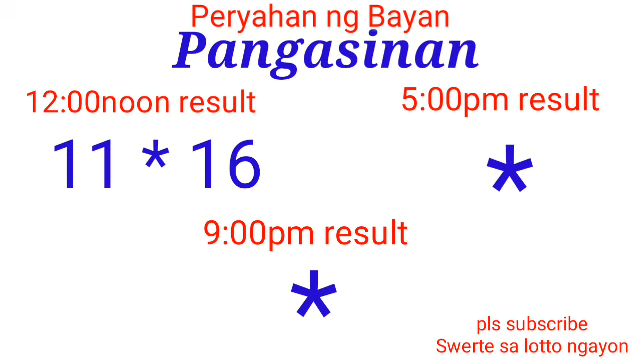 Peryahan ng Bayan
Pangasinan
12:00noon result
5:00pm result
11 * 16
*
9:00pm result
*
pls subscribe
Swerte sa lotto ngayon